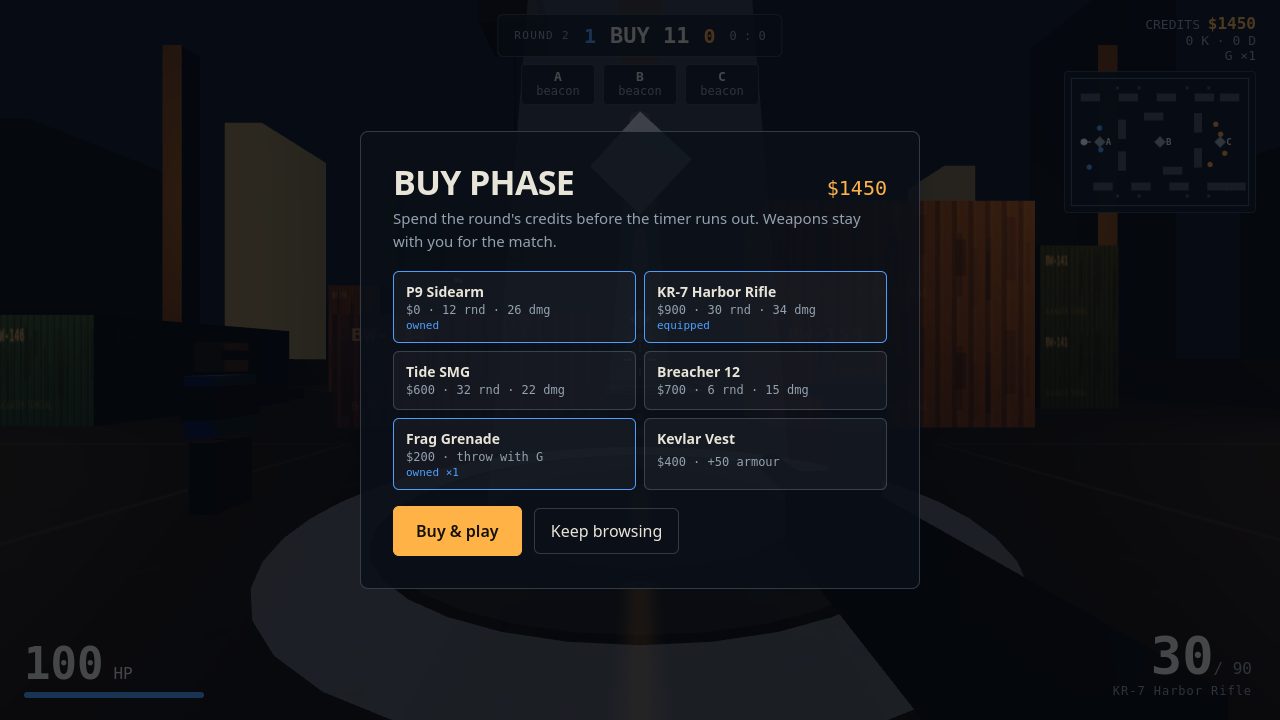 ROUND 2 1 BUY 11 0 0 : 0
A B C
beacon beacon beacon
CREDITS $1450
0 K · 0 D
G ×1
A B C
BUY PHASE $1450
Spend the round's credits before the timer runs out. Weapons stay
with you for the match.
P9 Sidearm
$0 · 12 rnd · 26 dmg
owned
KR-7 Harbor Rifle
$900 · 30 rnd · 34 dmg
equipped
Tide SMG
$600 · 32 rnd · 22 dmg
Breacher 12
$700 · 6 rnd · 15 dmg
Frag Grenade
$200 · throw with G
owned ×1
Kevlar Vest
$400 · +50 armour
Buy & play Keep browsing
100 HP
30 / 90
KR-7 Harbor Rifle